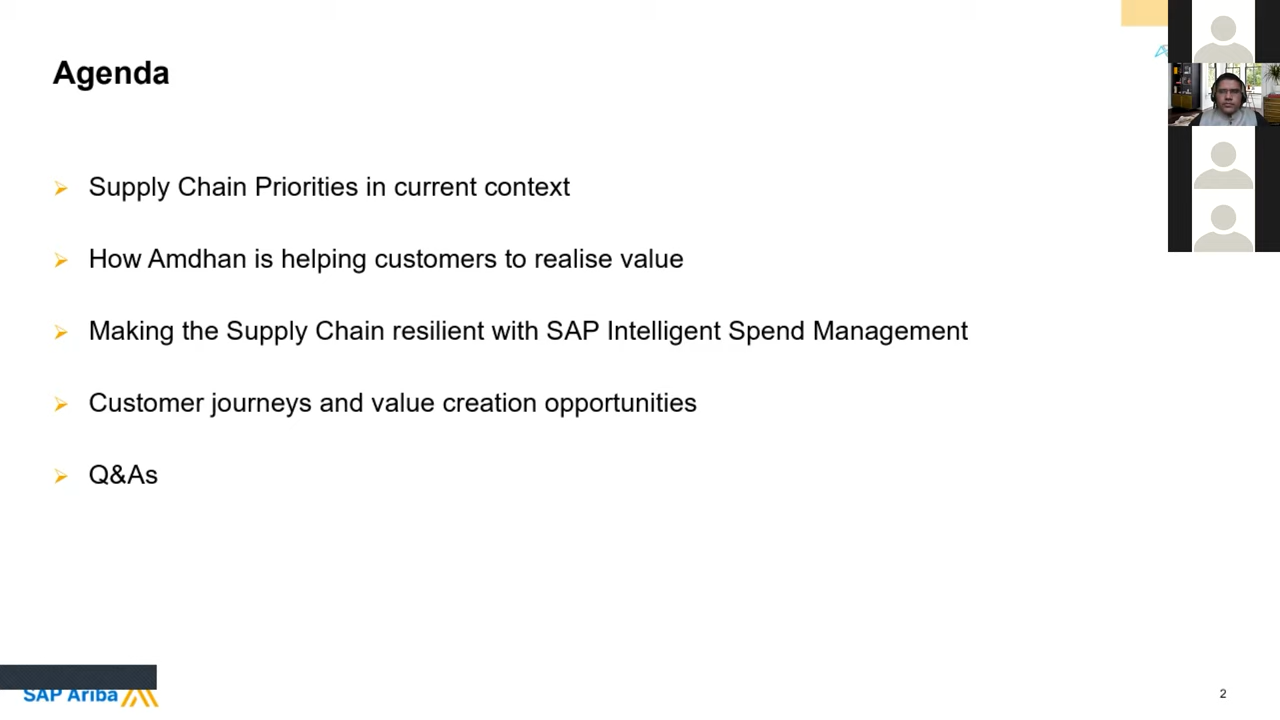 Agenda
Supply Chain Priorities in current context
How Amdhan is helping customers to realise value
Making the Supply Chain resilient with SAP Intelligent Spend Management
Customer journeys and value creation opportunities
Q&As
SAP Ariba
2